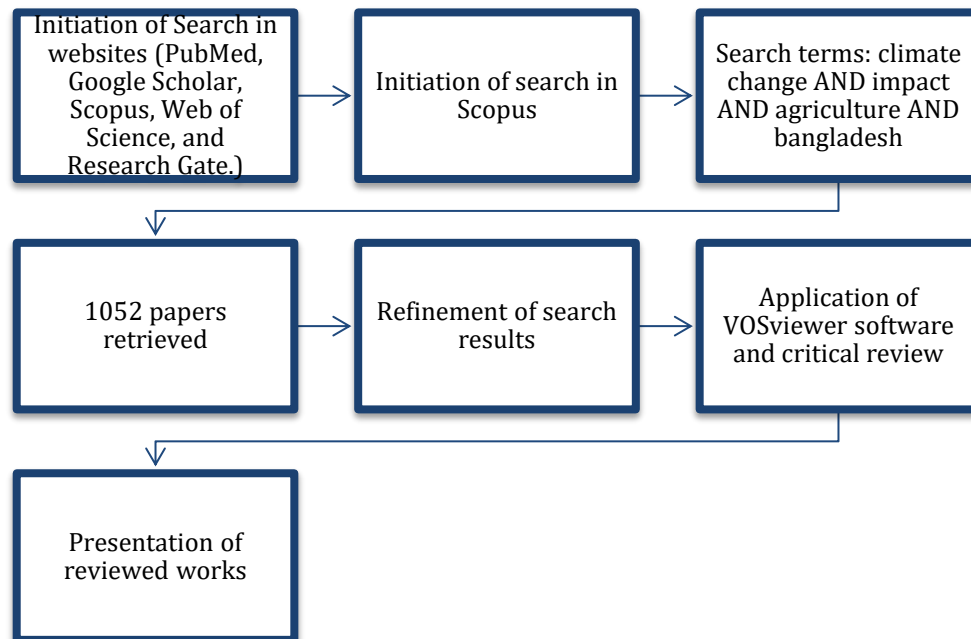 Initiation of Search in
websites (PubMed,
Google Scholar,
Scopus, Web of
Science, and
Research Gate.)
Initiation of search in
Scopus
Search terms: climate
change AND impact
AND agriculture AND
bangladesh
1052 papers
retrieved
Refinement of search
results
Application of
VOSviewer software
and critical review
Presentation of
reviewed works